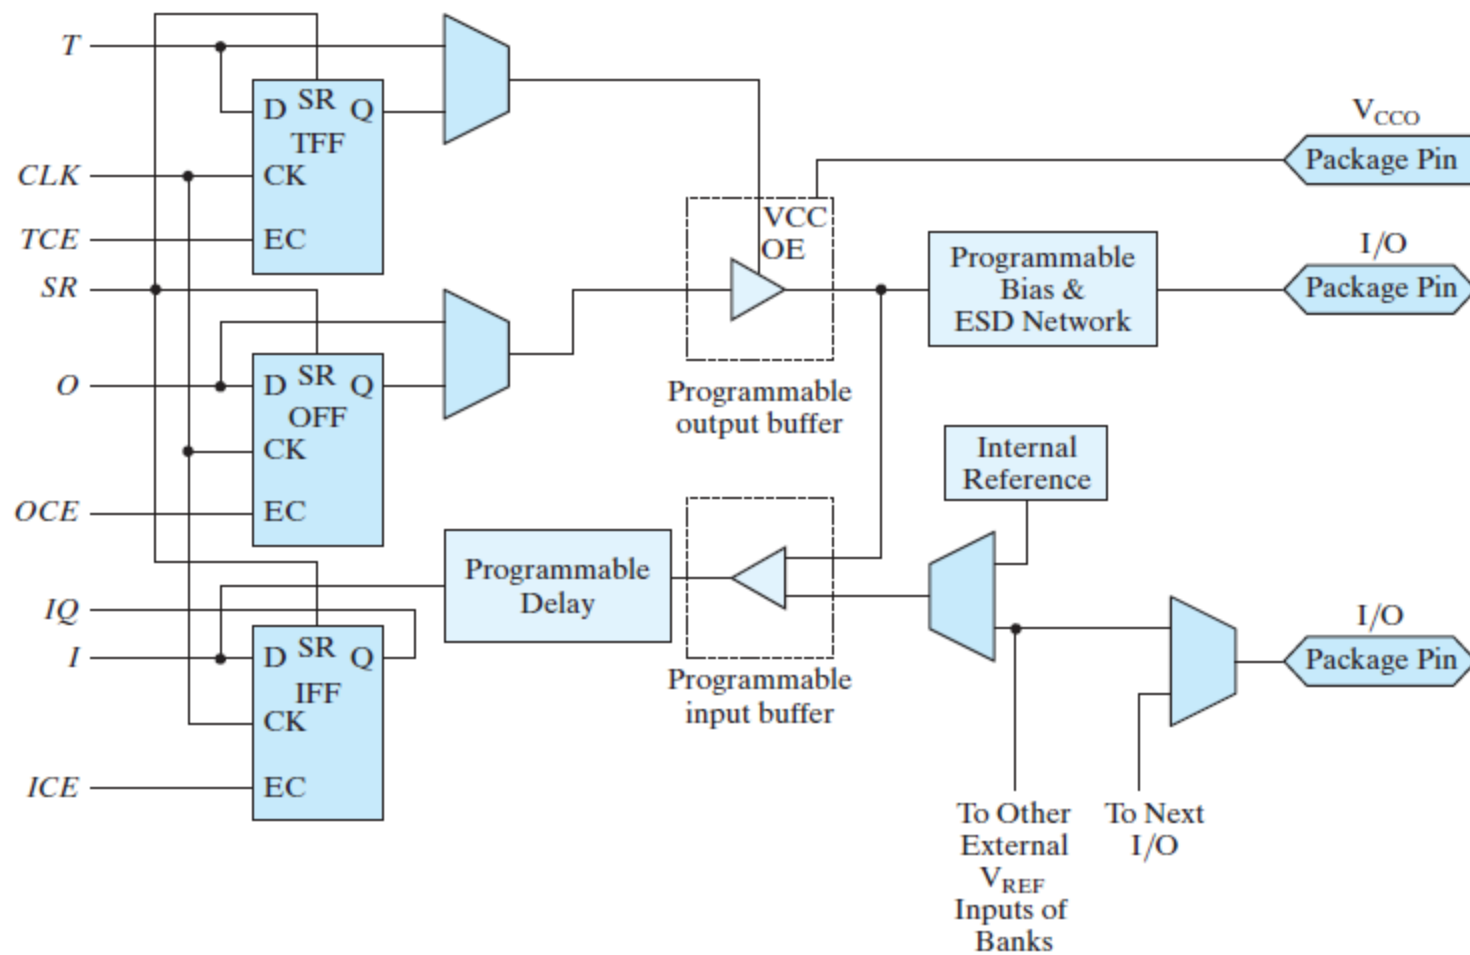 T
D SR Q
TFF
CLK
CK
TCE
EC
SR
O
D SR Q
OFF
CK
OCE
EC
IQ
I
D SR Q
IFF
CK
ICE
EC
VCC
OE
Programmable
output buffer
Programmable
Bias &
ESD Network
V_CCO
Package Pin
I/O
Package Pin
Internal
Reference
Programmable
Delay
Programmable
input buffer
I/O
Package Pin
To Other
External
V_REF
Inputs of
Banks
To Next
I/O